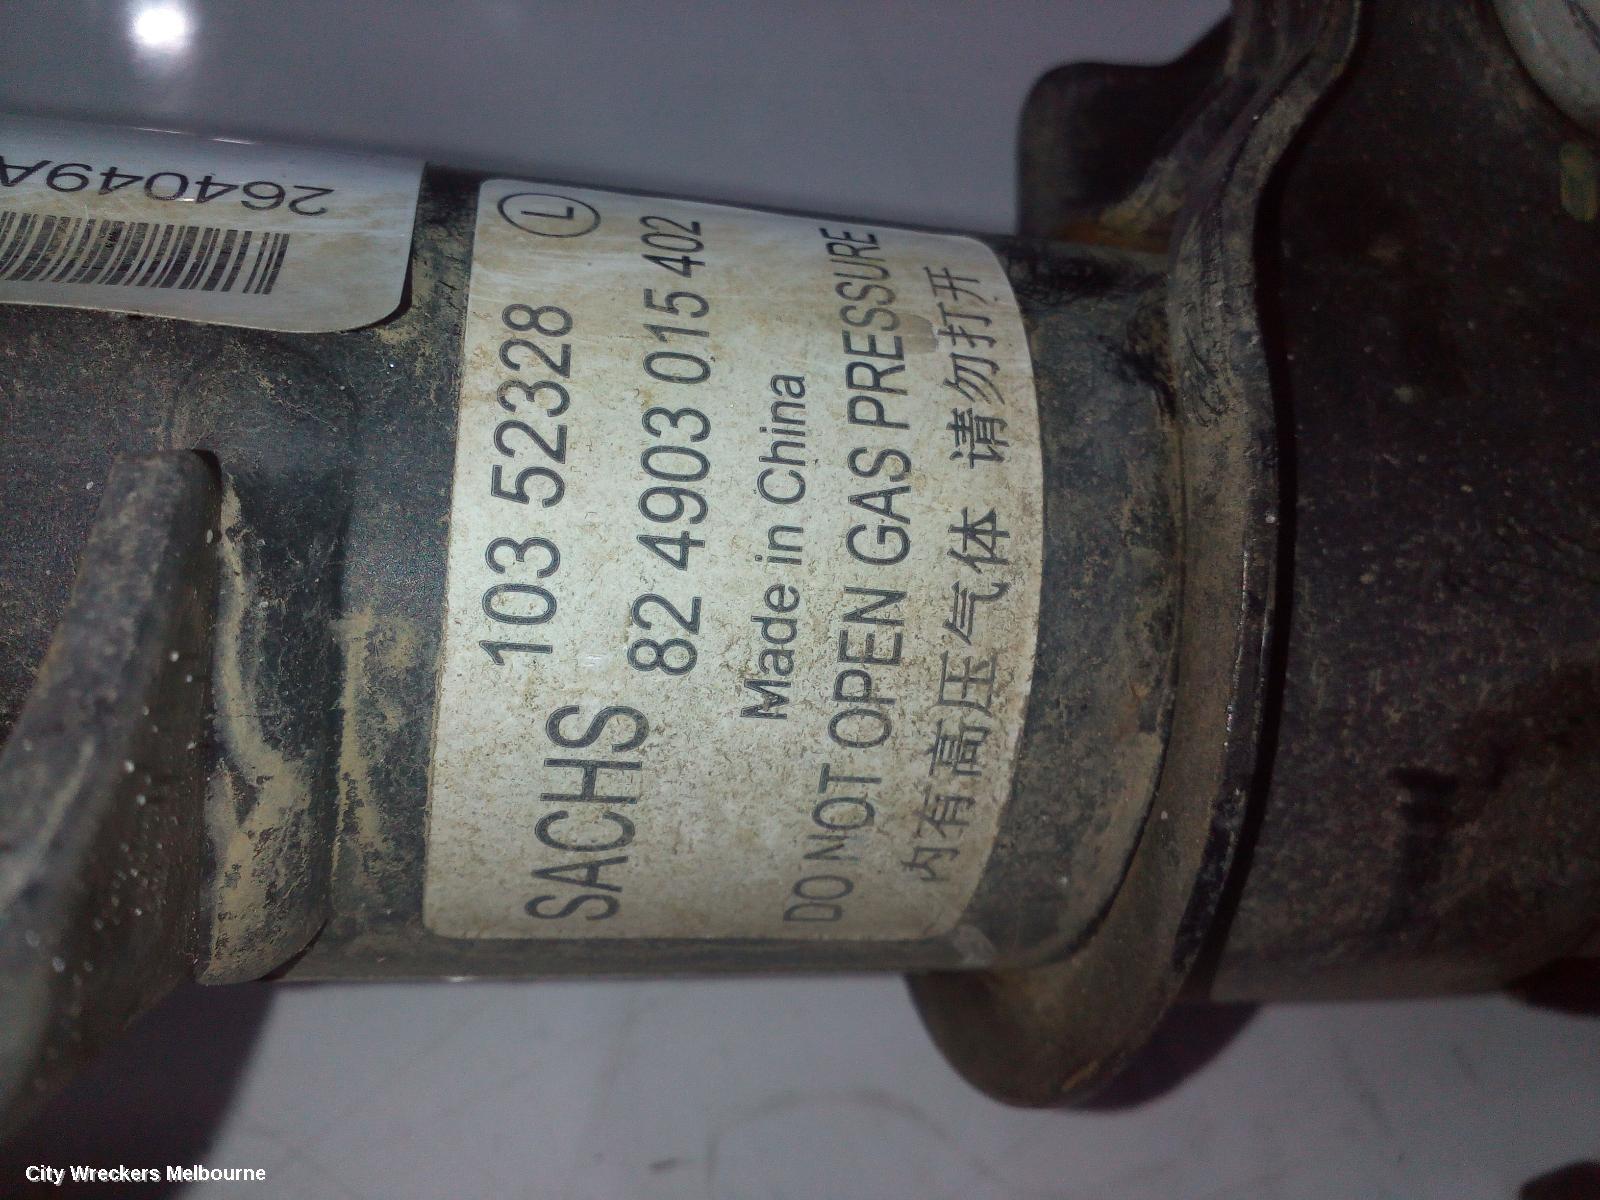 264049A
L
103 52328
SACHS
82 4903 015 402
Made in China
DO NOT OPEN GAS PRESSURE
内有高压气体 请勿打开
City Wreckers Melbourne